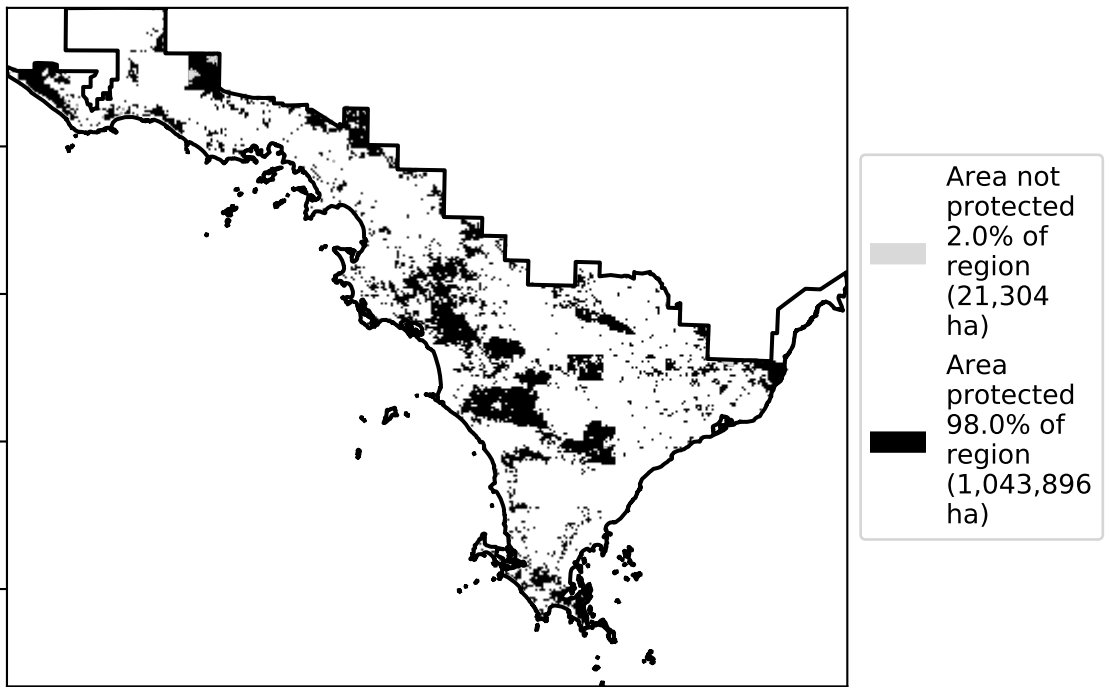 Area not
protected
2.0% of
region
(21,304
ha)
Area
protected
98.0% of
region
(1,043,896
ha)